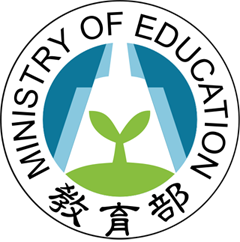 MINISTRY OF EDUCATION
教育部